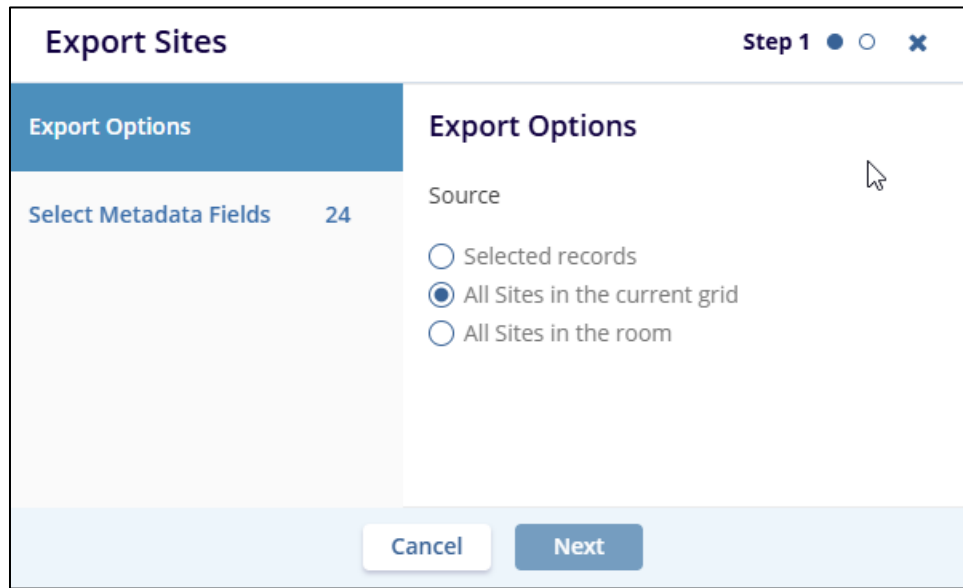 Export Sites
Step 1
Export Options
Select Metadata Fields 24
Export Options
Source
Selected records
All Sites in the current grid
All Sites in the room
Cancel
Next